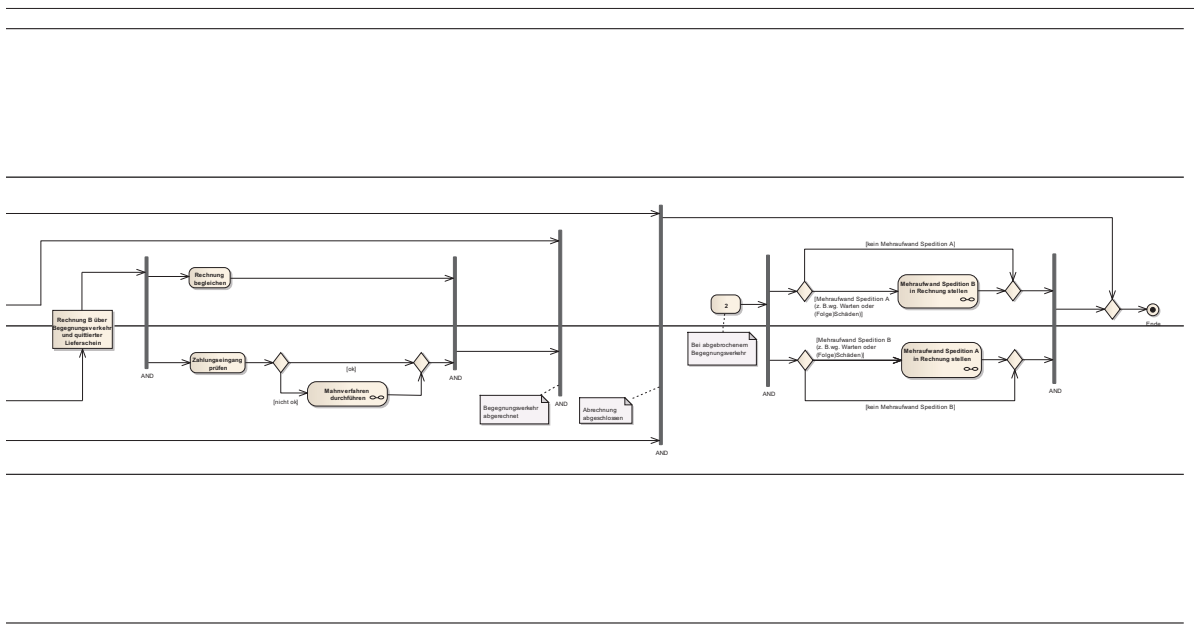 Rechnung B über
Begegnungsverkehr
und quittierter
Lieferschein
AND
Rechnung
begleichen
Zahlungseingang
prüfen
[ok]
[nicht ok]
Mahnverfahren
durchführen
AND
Begegnungsverkehr
abgerechnet
AND
Abrechnung
abgeschlossen
AND
2
Bei abgebrochenem
Begegnungsverkehr
AND
[kein Mehraufwand Spedition A]
[Mehraufwand Spedition A
(z. B.wg. Warten oder
(Folge)Schäden)]
Mehraufwand Spedition B
in Rechnung stellen
[Mehraufwand Spedition B
(z. B.wg. Warten oder
(Folge)Schäden)]
Mehraufwand Spedition A
in Rechnung stellen
[kein Mehraufwand Spedition B]
AND
Ende